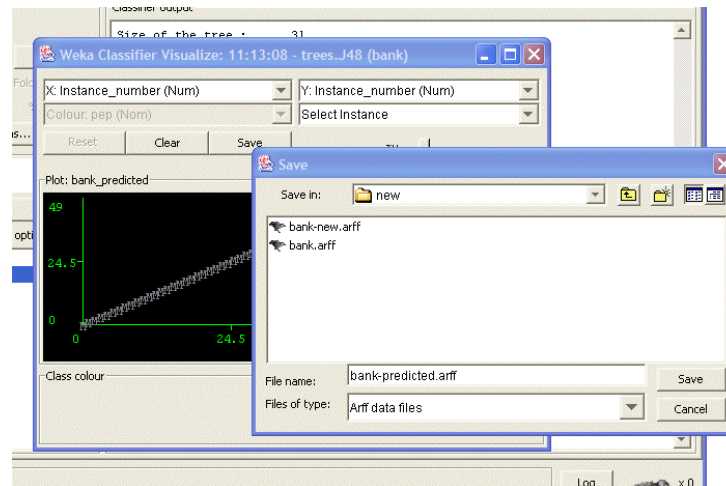 Classifier output
Size of the tree : 31
Weka Classifier Visualize: 11:13:08 - trees.J48 (bank)
X: Instance_number (Num)
Y: Instance_number (Num)
Colour: pep (Nom)
Select Instance
Reset
Clear
Save
Plot: bank_predicted
49
24.5
0
0
24.5
Class colour
Save
Save in:
new
bank-new.arff
bank.arff
File name:
bank-predicted.arff
Save
Files of type:
Arff data files
Cancel
Fold
s...
opti
Log
x 0